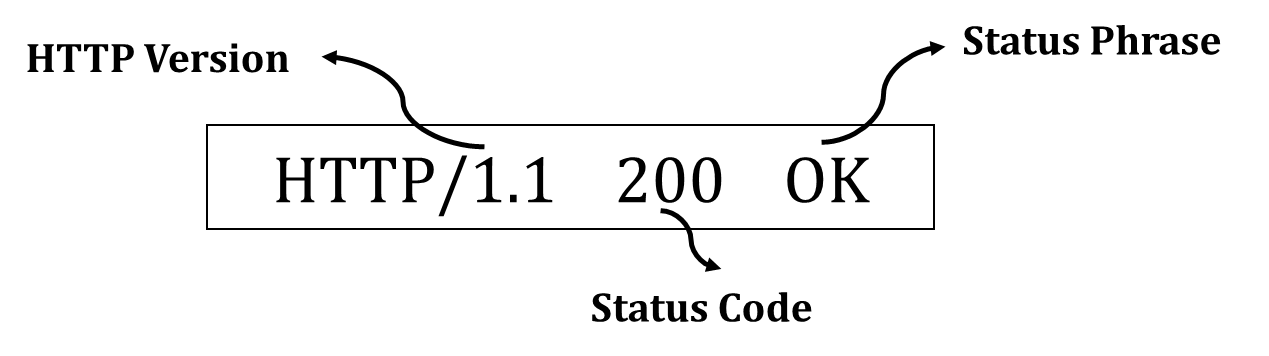 HTTP Version
Status Phrase
HTTP/1.1 200 OK
Status Code